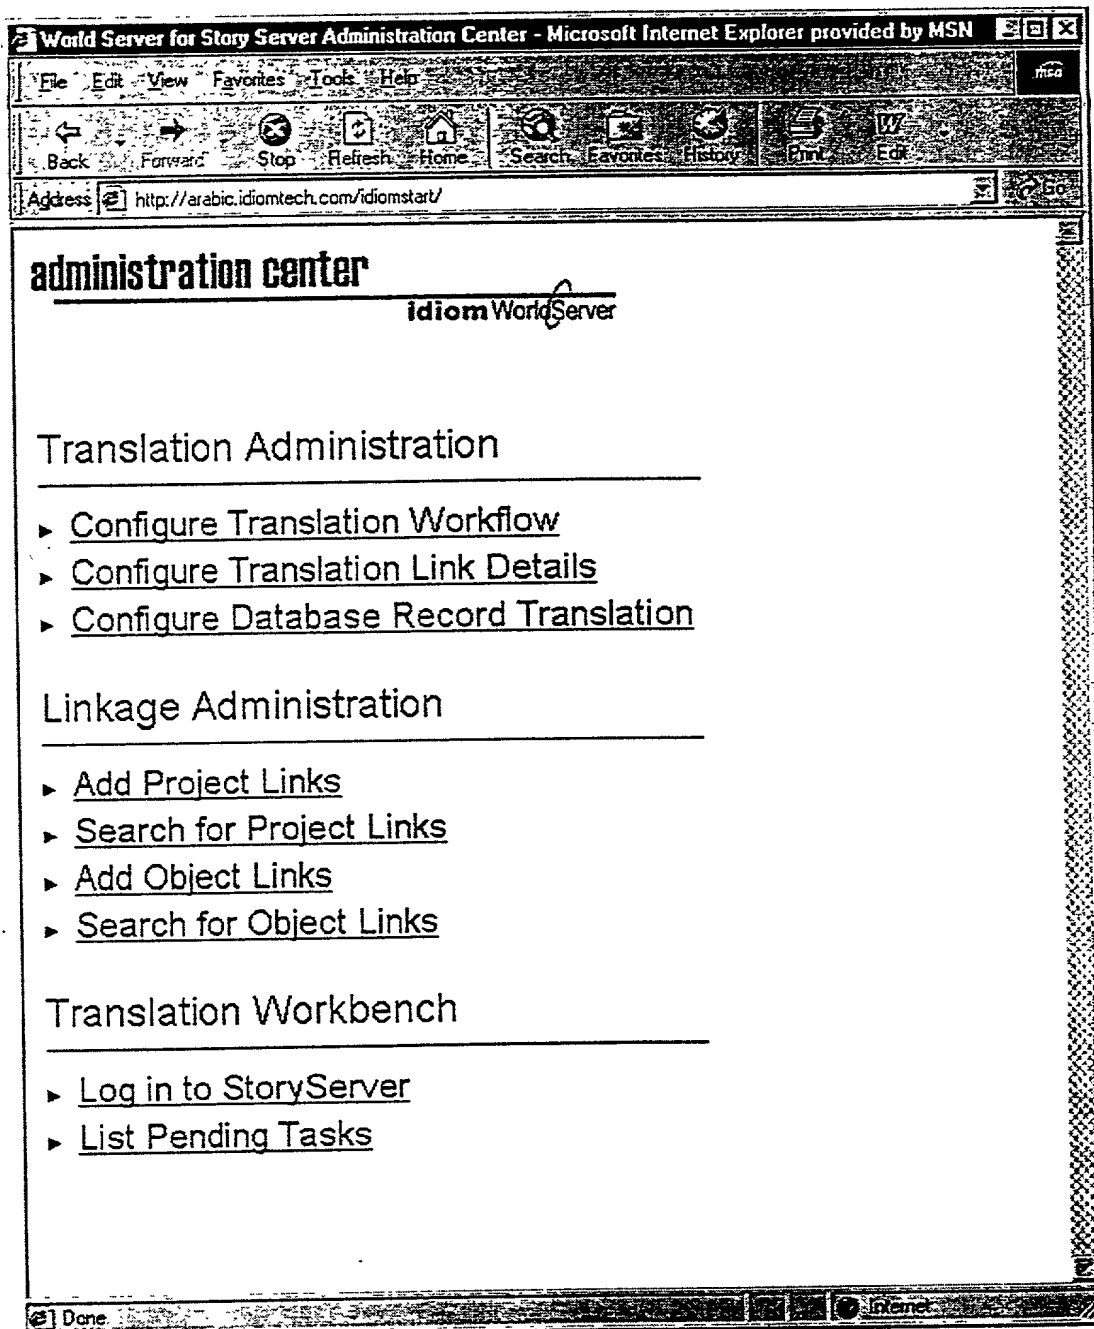 World Server for Story Server Administration Center - Microsoft Internet Explorer provided by MSN
File Edit View Favorites Tools Help
msn
Back Forward Stop Refresh Home Search Favorites History Print Edit
Address http://arabic.idiomtech.com/idiomstart/ Go
administration center
idiom WorldServer
Translation Administration
Configure Translation Workflow
Configure Translation Link Details
Configure Database Record Translation
Linkage Administration
Add Project Links
Search for Project Links
Add Object Links
Search for Object Links
Translation Workbench
Log in to StoryServer
List Pending Tasks
Done Internet